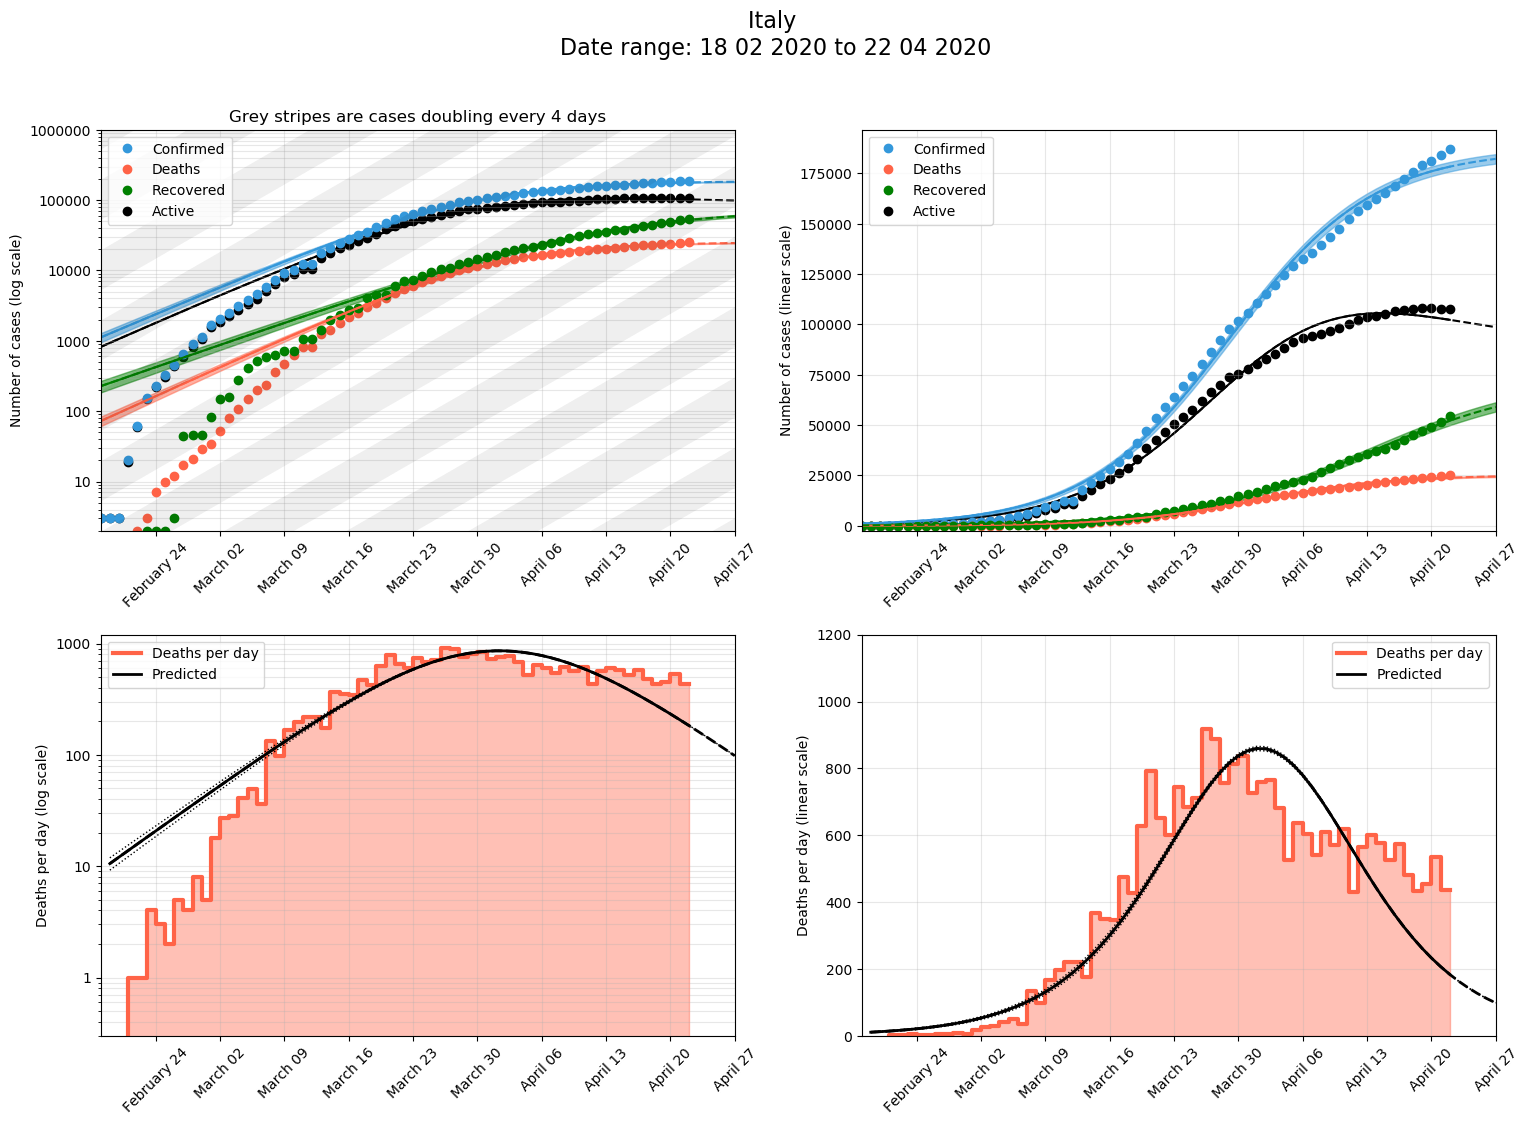 Italy
Date range: 18 02 2020 to 22 04 2020
Grey stripes are cases doubling every 4 days
Number of cases (log scale)
1000000
100000
10000
1000
100
10
Confirmed
Deaths
Recovered
Active
February 24
March 02
March 09
March 16
March 23
March 30
April 06
April 13
April 20
April 27
Number of cases (linear scale)
175000
150000
125000
100000
75000
50000
25000
0
Confirmed
Deaths
Recovered
Active
February 24
March 02
March 09
March 16
March 23
March 30
April 06
April 13
April 20
April 27
Deaths per day (log scale)
1000
100
10
1
Deaths per day
Predicted
February 24
March 02
March 09
March 16
March 23
March 30
April 06
April 13
April 20
April 27
Deaths per day (linear scale)
1200
1000
800
600
400
200
0
Deaths per day
Predicted
February 24
March 02
March 09
March 16
March 23
March 30
April 06
April 13
April 20
April 27